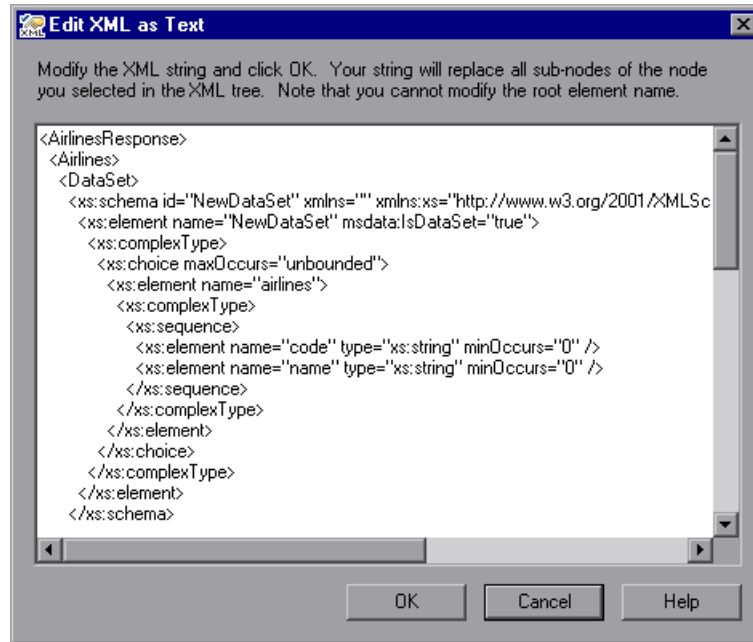 XML
Edit XML as Text
Modify the XML string and click OK. Your string will replace all sub-nodes of the node
you selected in the XML tree. Note that you cannot modify the root element name.
<AirlinesResponse>
<Airlines>
<DataSet>
<xs:schema id="NewDataSet" xmlns="" xmlns:xs="http://www.w3.org/2001/XMLSc
<xs:element name="NewDataSet" msdata:IsDataSet="true">
<xs:complexType>
<xs:choice maxOccurs="unbounded">
<xs:element name="airlines">
<xs:complexType>
<xs:sequence>
<xs:element name="code" type="xs:string" minOccurs="0" />
<xs:element name="name" type="xs:string" minOccurs="0" />
</xs:sequence>
</xs:complexType>
</xs:element>
</xs:choice>
</xs:complexType>
</xs:element>
</xs:schema>
OK Cancel Help